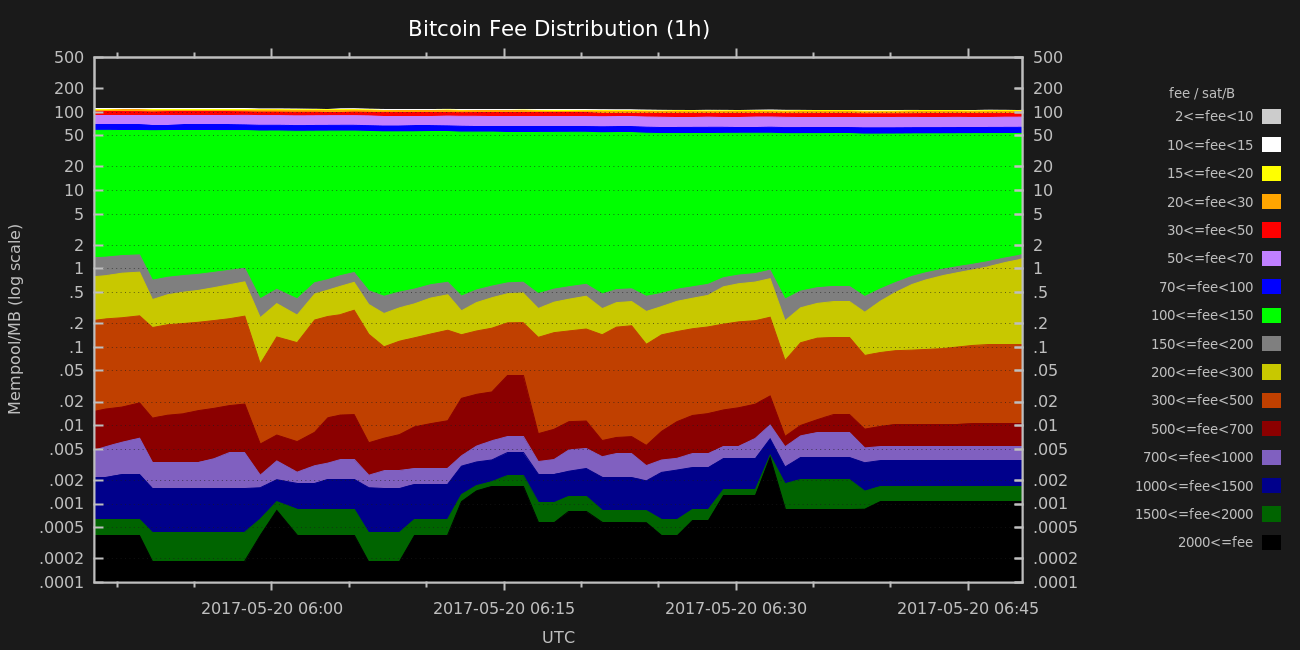 Bitcoin Fee Distribution (1h)
500
200
100
50
20
10
5
2
1
.5
.2
.1
.05
.02
.01
.005
.002
.001
.0005
.0002
.0001
Mempool/MB (log scale)
500
200
100
50
20
10
5
2
1
.5
.2
.1
.05
.02
.01
.005
.002
.001
.0005
.0002
.0001
2017-05-20 06:00
2017-05-20 06:15
2017-05-20 06:30
2017-05-20 06:45
UTC
fee / sat/B
2<=fee<10
10<=fee<15
15<=fee<20
20<=fee<30
30<=fee<50
50<=fee<70
70<=fee<100
100<=fee<150
150<=fee<200
200<=fee<300
300<=fee<500
500<=fee<700
700<=fee<1000
1000<=fee<1500
1500<=fee<2000
2000<=fee